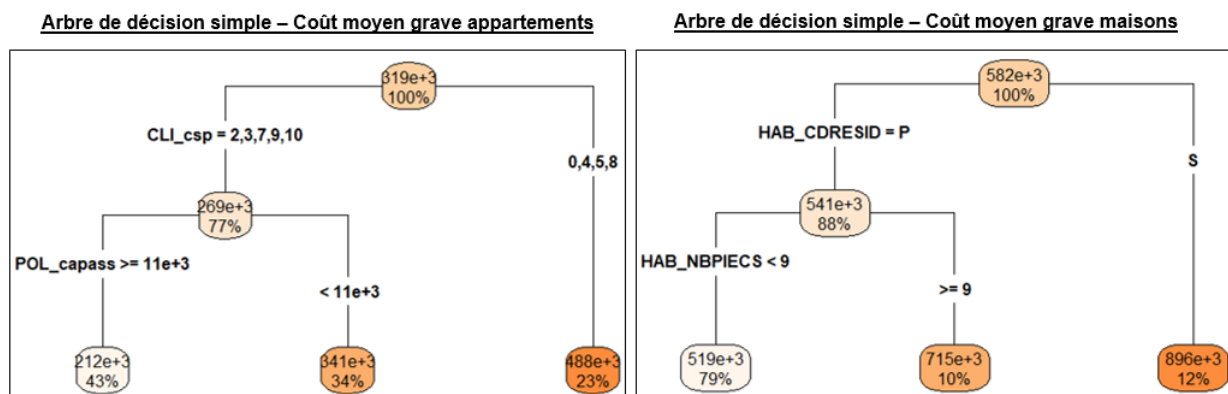 Arbre de décision simple – Coût moyen grave appartements
319e+3
100%
CLI_csp = 2,3,7,9,10
0,4,5,8
269e+3
77%
POL_capass >= 11e+3
< 11e+3
212e+3
43%
341e+3
34%
488e+3
23%
Arbre de décision simple – Coût moyen grave maisons
582e+3
100%
HAB_CDRESID = P
S
541e+3
88%
HAB_NBPIECS < 9
>= 9
519e+3
79%
715e+3
10%
896e+3
12%